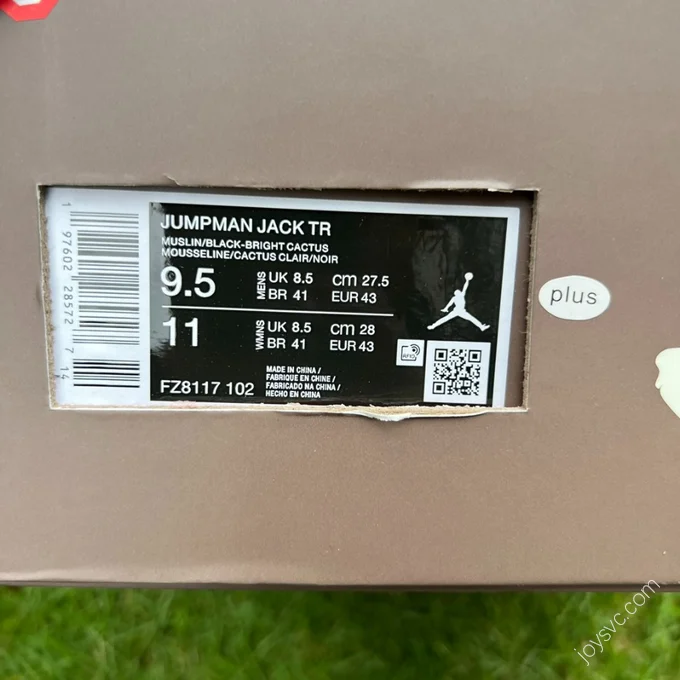 JUMPMAN JACK TR
MUSLIN/BLACK-BRIGHT CACTUS
MOUSSELINE/CACTUS CLAIR/NOIR
9.5 MENS UK 8.5 cm 27.5
BR 41 EUR 43
11 WMNS UK 8.5 cm 28
BR 41 EUR 43
FZ8117 102
MADE IN CHINA /
FABRIQUE EN CHINE /
FABRICADO NA CHINA /
HECHO EN CHINA
RFID
1 97602 28572 7 14
plus
joysvc.com